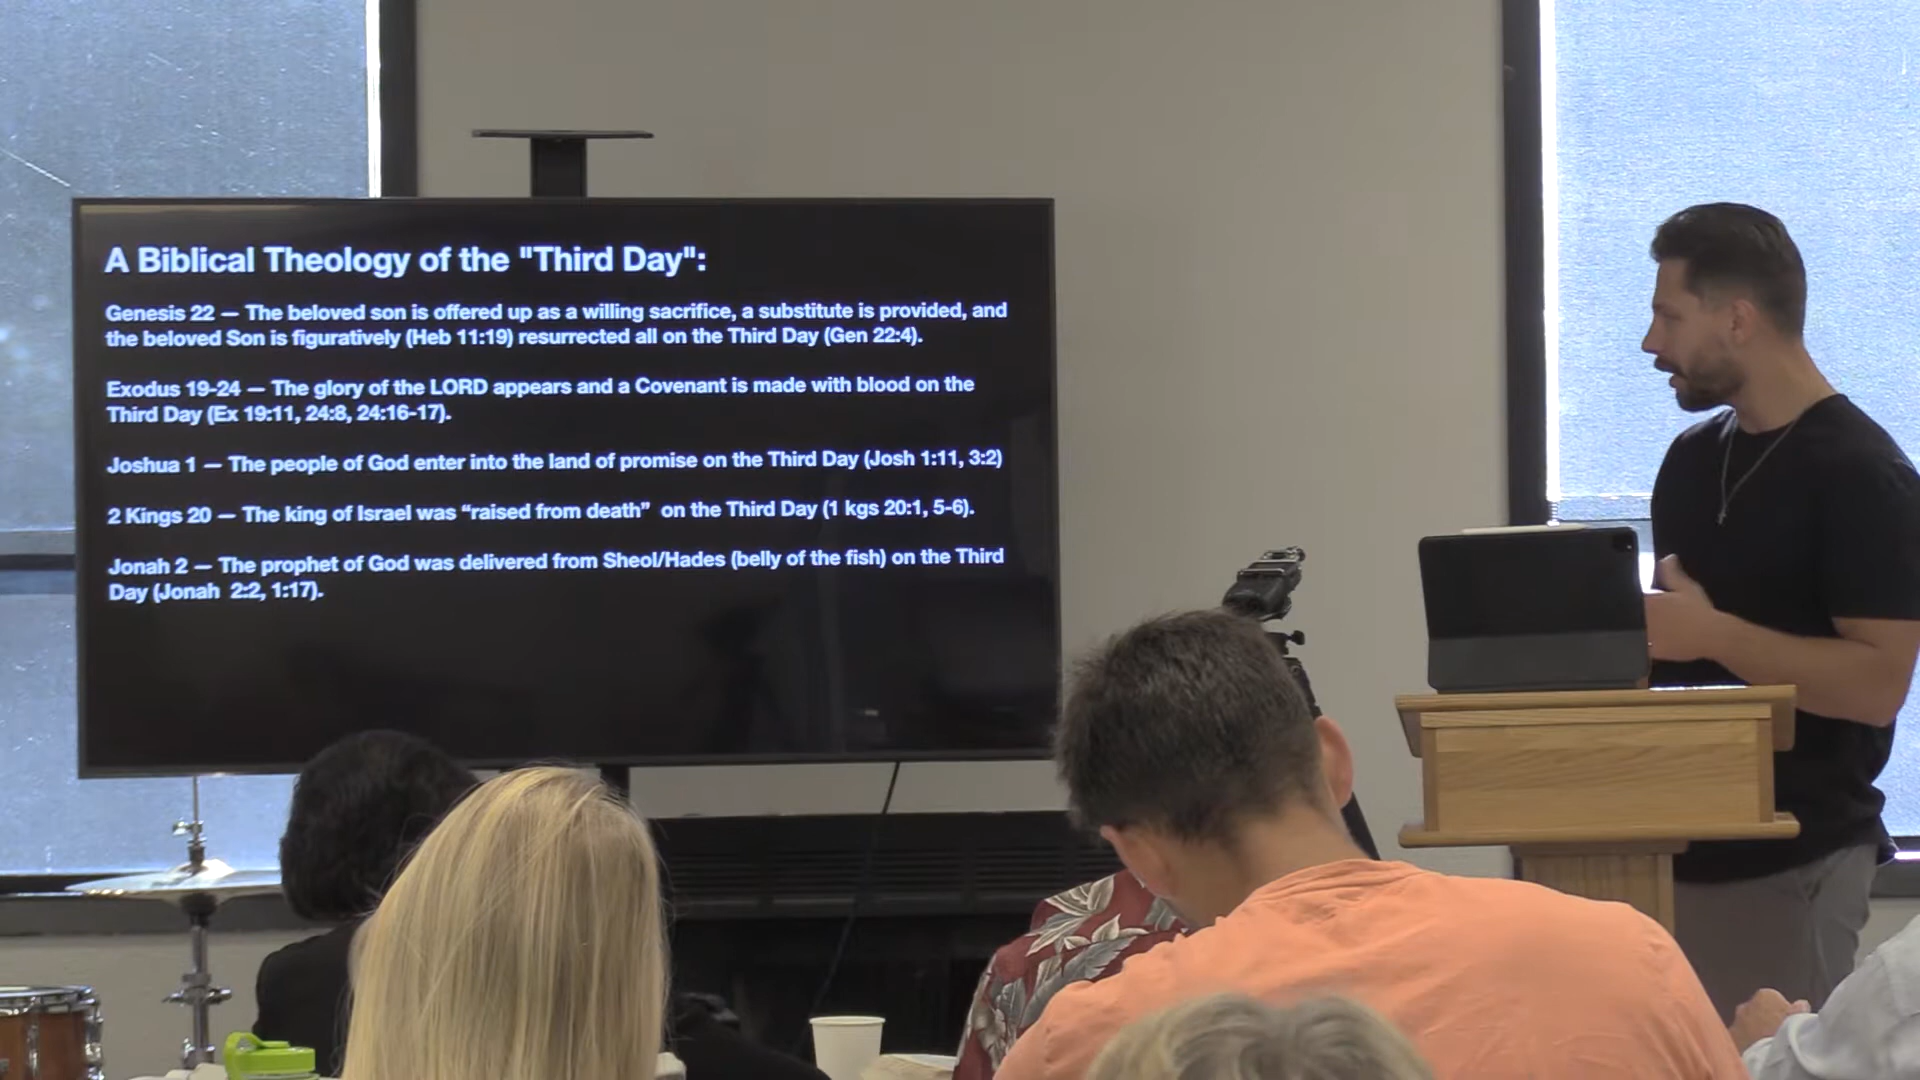 A Biblical Theology of the "Third Day":
Genesis 22 — The beloved son is offered up as a willing sacrifice, a substitute is provided, and
the beloved Son is figuratively (Heb 11:19) resurrected all on the Third Day (Gen 22:4).
Exodus 19-24 — The glory of the LORD appears and a Covenant is made with blood on the
Third Day (Ex 19:11, 24:8, 24:16-17).
Joshua 1 — The people of God enter into the land of promise on the Third Day (Josh 1:11, 3:2)
2 Kings 20 — The king of Israel was “raised from death”  on the Third Day (1 kgs 20:1, 5-6).
Jonah 2 — The prophet of God was delivered from Sheol/Hades (belly of the fish) on the Third
Day (Jonah  2:2, 1:17).